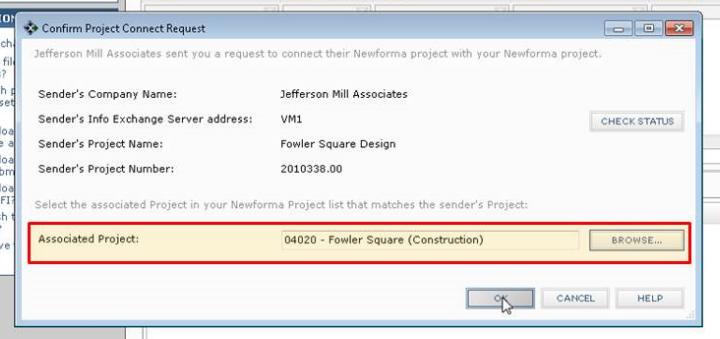 Confirm Project Connect Request
Jefferson Mill Associates sent you a request to connect their Newforma project with your Newforma project.
Sender's Company Name: Jefferson Mill Associates
Sender's Info Exchange Server address: VM1
CHECK STATUS
Sender's Project Name: Fowler Square Design
Sender's Project Number: 2010338.00
Select the associated Project in your Newforma Project list that matches the sender's Project:
Associated Project: 04020 - Fowler Square (Construction) BROWSE...
OK CANCEL HELP